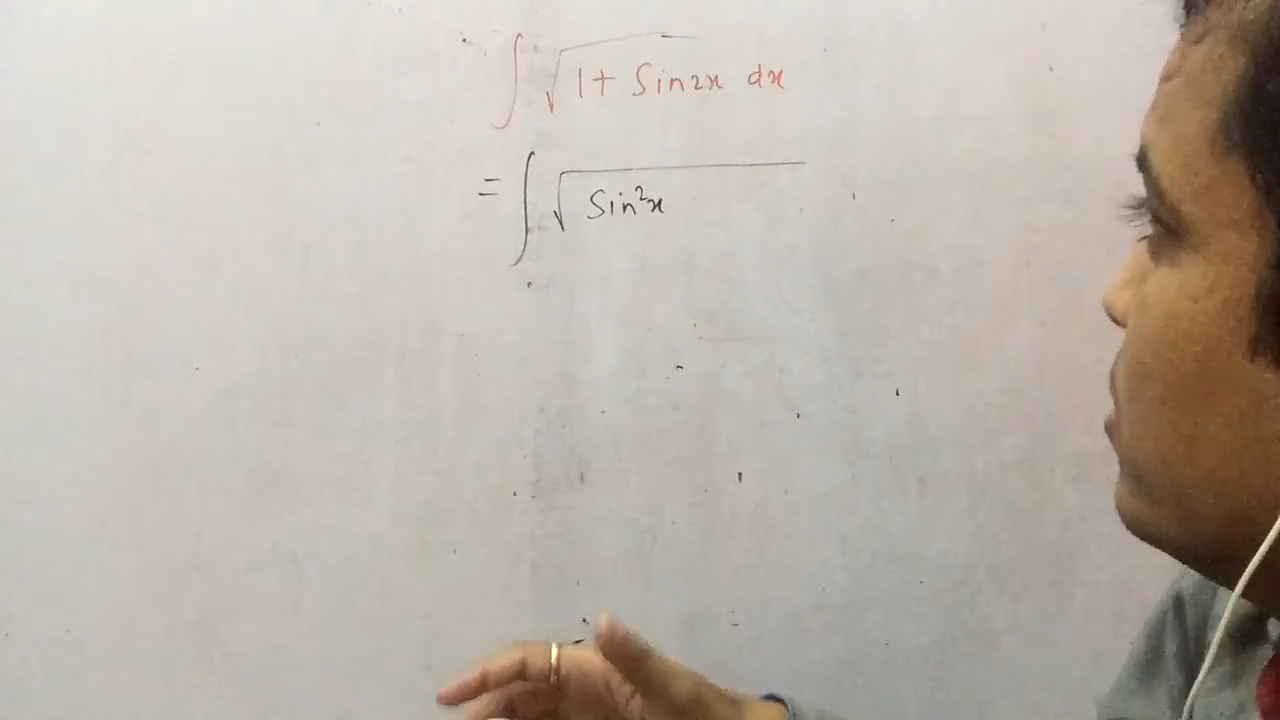 ∫ √1 + Sin2x dx
= ∫ √Sin²x